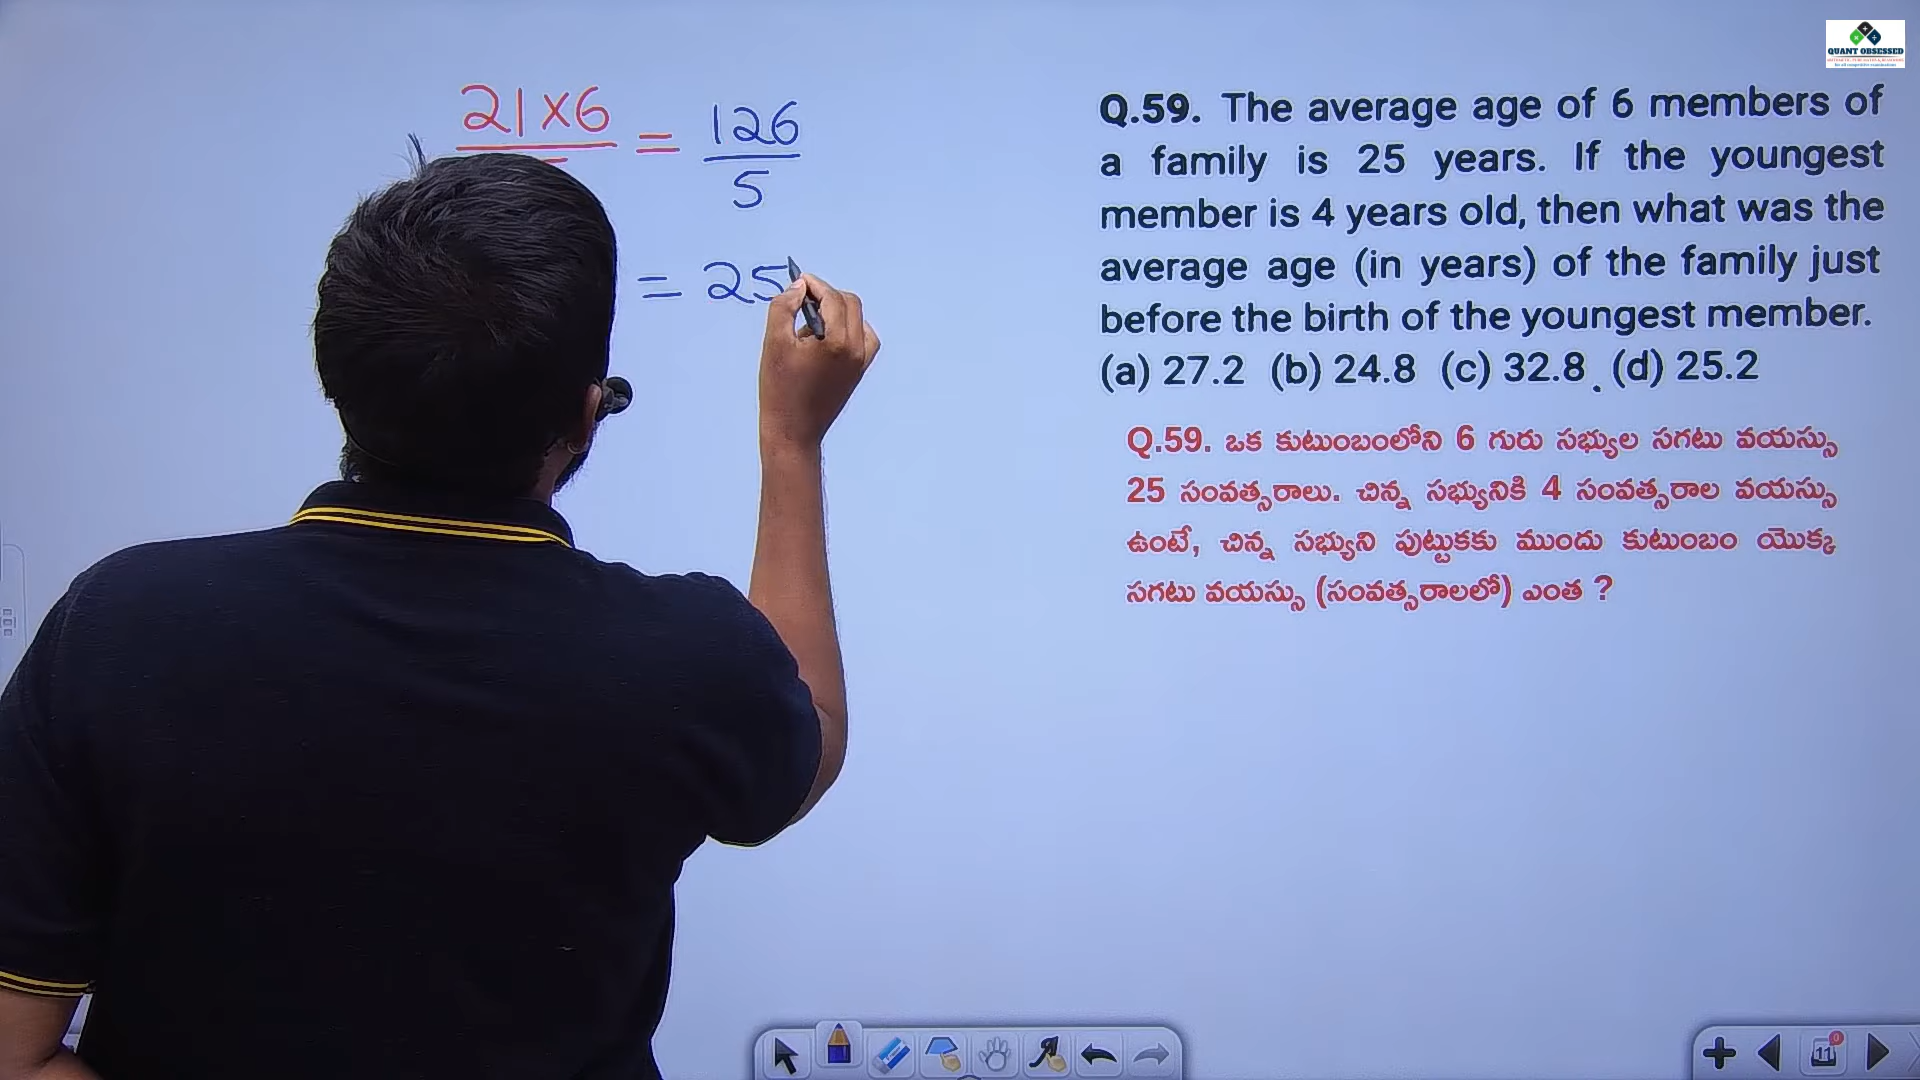 QUANT OBSESSED
21×6 = 126
5
= 25
Q.59. The average age of 6 members of
a family is 25 years. If the youngest
member is 4 years old, then what was the
average age (in years) of the family just
before the birth of the youngest member.
(a) 27.2 (b) 24.8 (c) 32.8 (d) 25.2
Q.59. ఒక కుటుంబంలోని 6 గురు సభ్యుల సగటు వయస్సు
25 సంవత్సరాలు. చిన్న సభ్యునికి 4 సంవత్సరాల వయస్సు
ఉంటే, చిన్న సభ్యుని పుట్టుకకు ముందు కుటుంబం యొక్క
సగటు వయస్సు (సంవత్సరాలలో) ఎంత ?
11
0